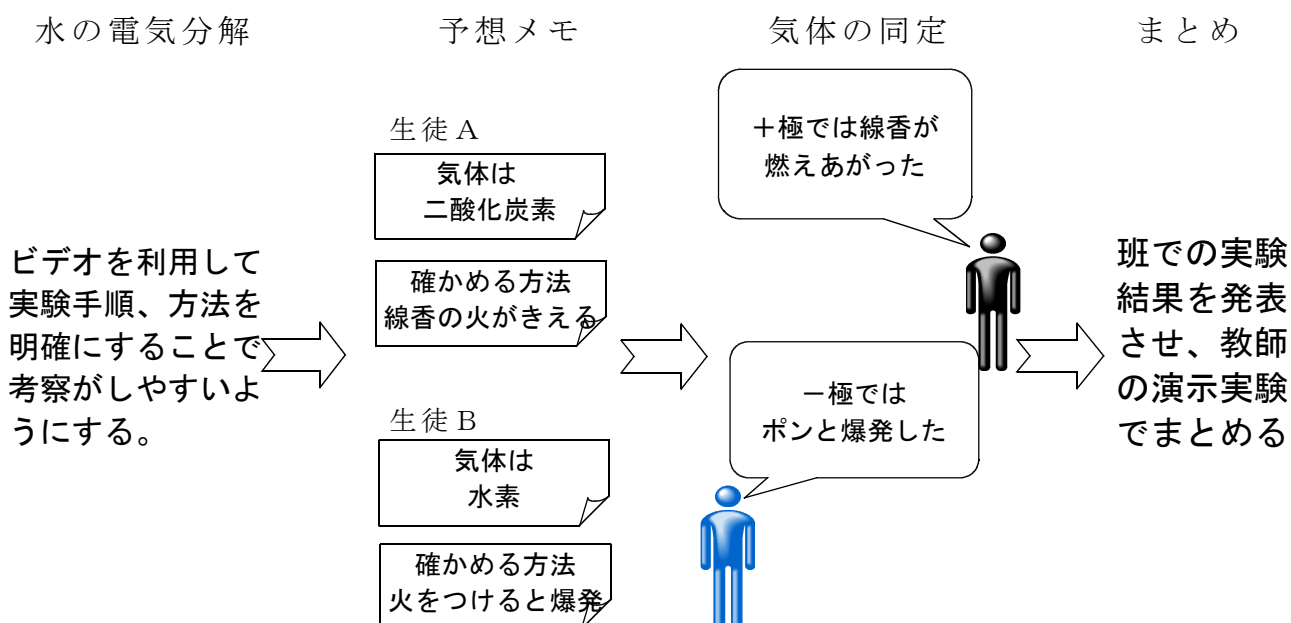 水の電気分解
予想メモ
気体の同定
まとめ
ビデオを利用して
実験手順、方法を
明確にすることで
考察がしやすいよ
うにする。
生徒A
気体は
二酸化炭素
確かめる方法
線香の火がきえる
生徒B
気体は
水素
確かめる方法
火をつけると爆発
+極では線香が
燃えあがった
-極では
ポンと爆発した
班での実験
結果を発表
させ、教師
の演示実験
でまとめる